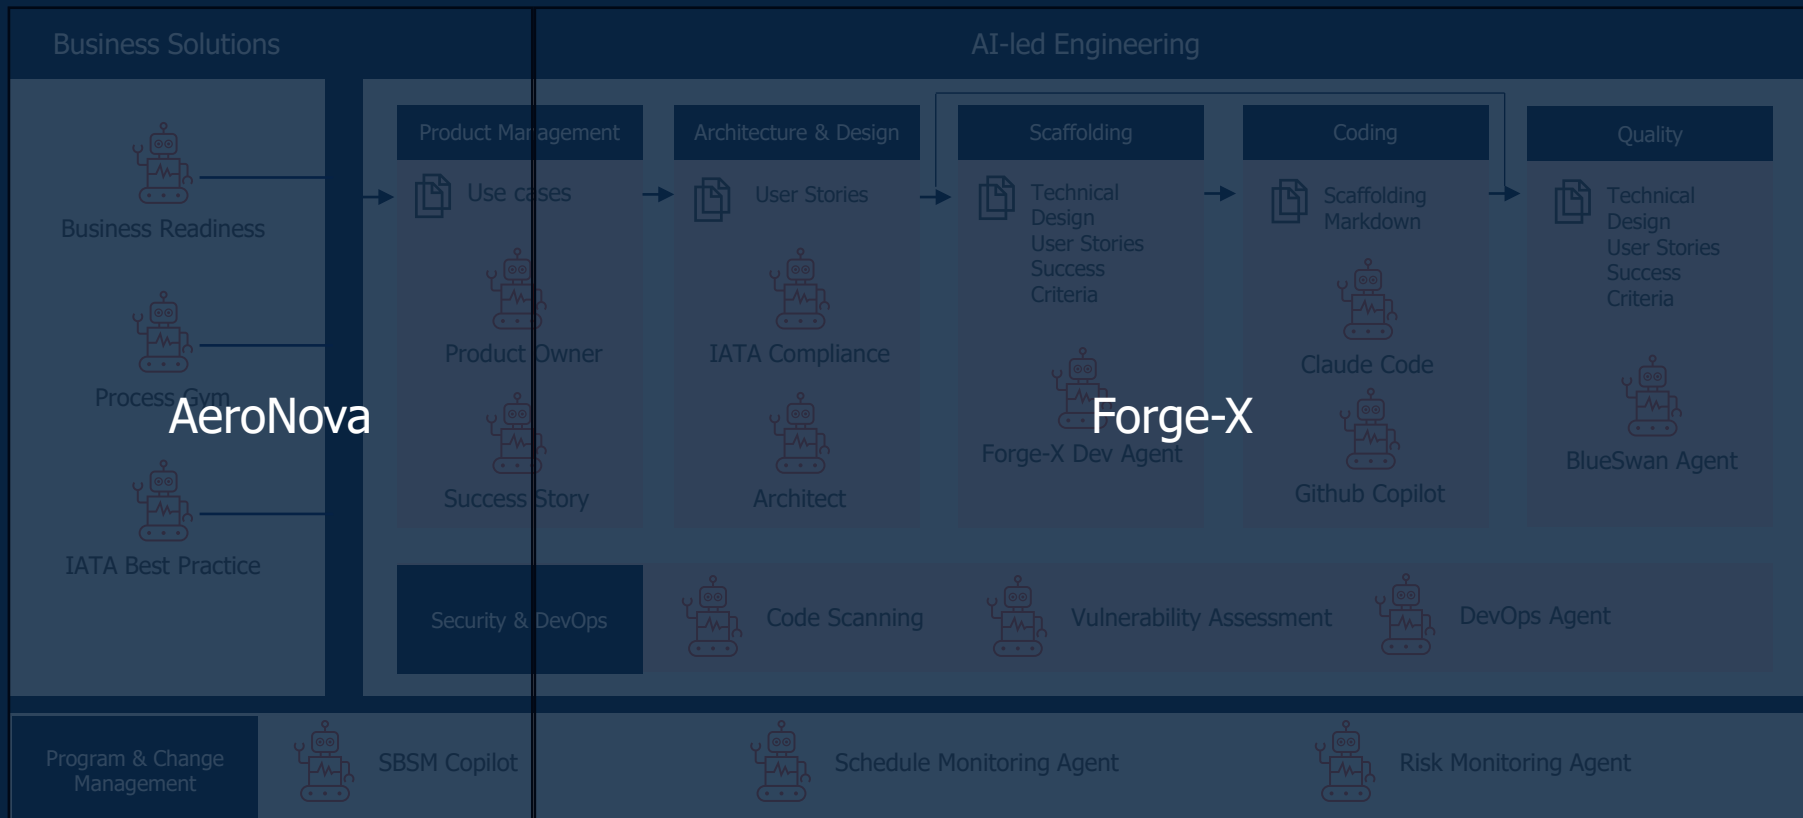 Business Solutions
AI-led Engineering
Business Readiness
Process Gym
IATA Best Practice
Product Management
Use cases
Product Owner
Success Story
Architecture & Design
User Stories
IATA Compliance
Architect
Scaffolding
Technical
Design
User Stories
Success
Criteria
Forge-X Dev Agent
Coding
Scaffolding
Markdown
Claude Code
Github Copilot
Quality
Technical
Design
User Stories
Success
Criteria
BlueSwan Agent
AeroNova
Forge-X
Security & DevOps
Code Scanning
Vulnerability Assessment
DevOps Agent
Program & Change
Management
SBSM Copilot
Schedule Monitoring Agent
Risk Monitoring Agent